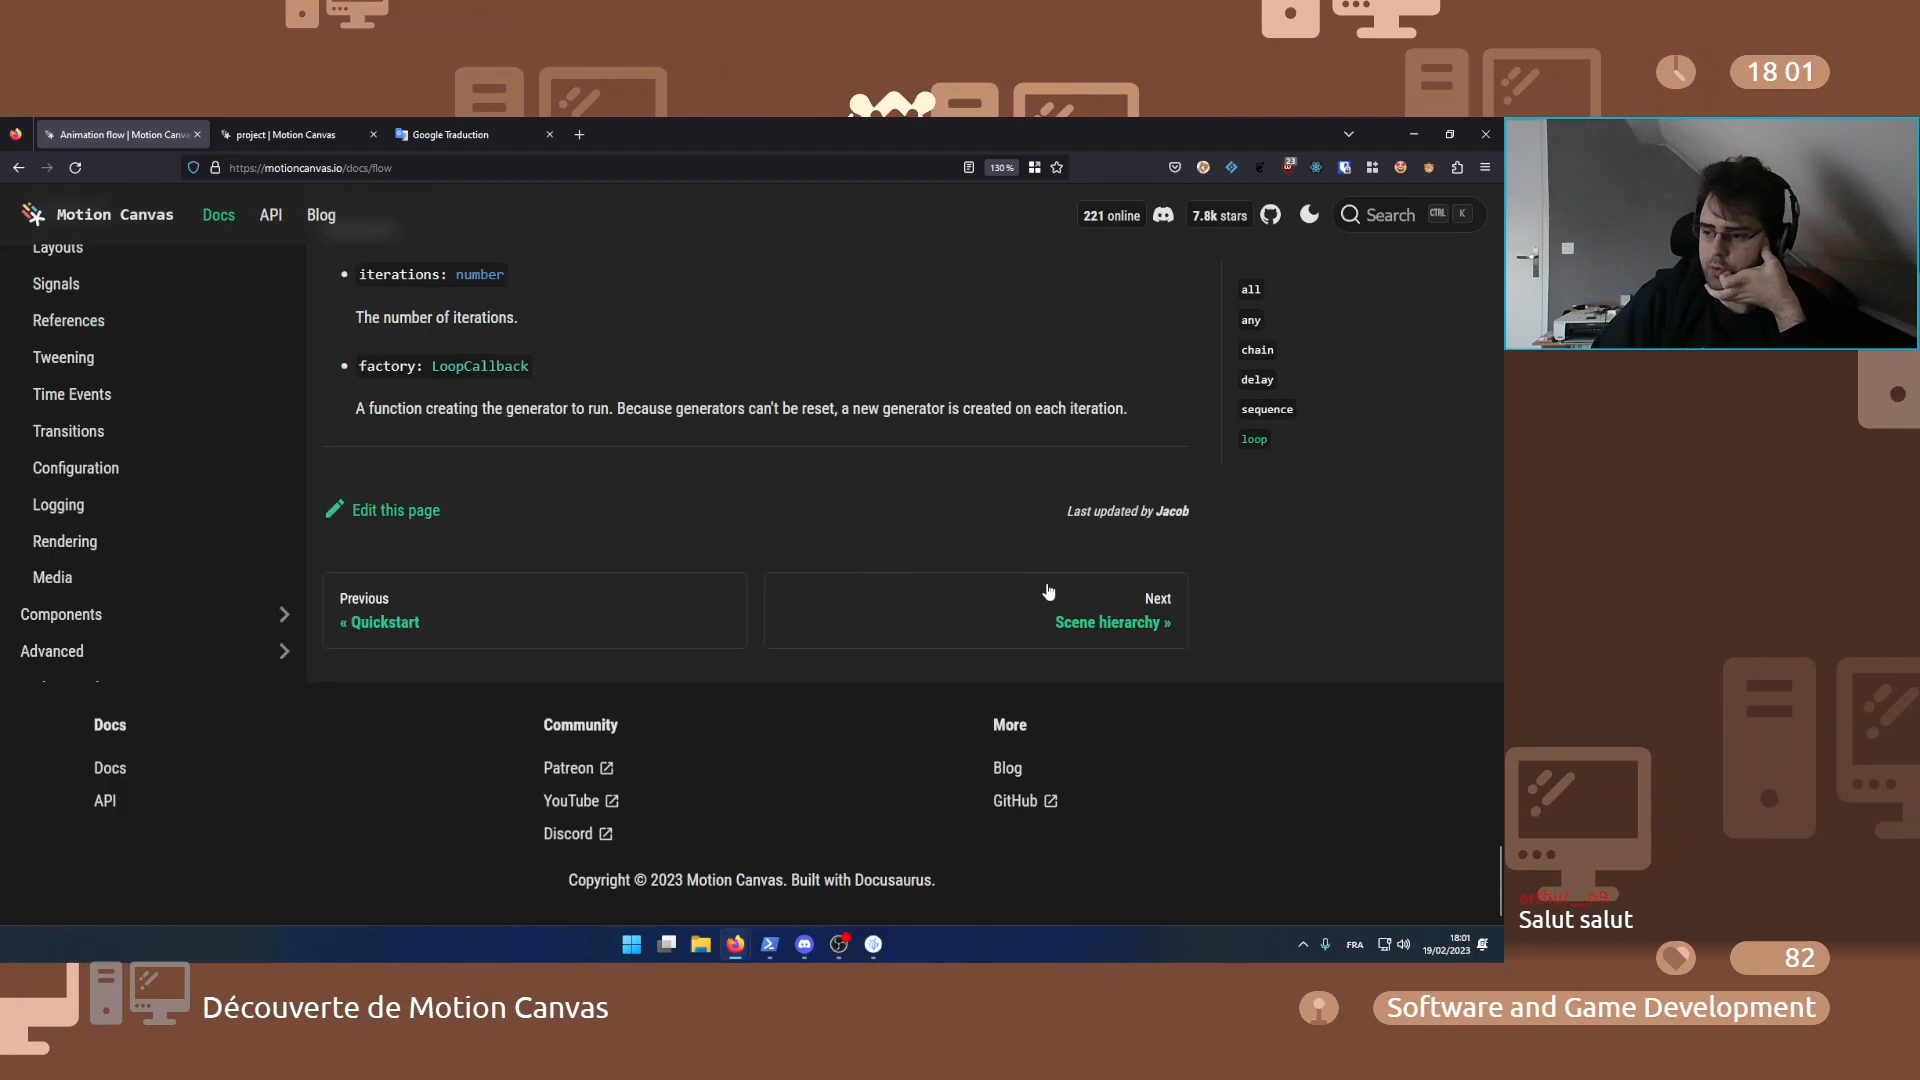 18 01
Animation flow | Motion Canva
project | Motion Canvas
Google Traduction
https://motioncanvas.io/docs/flow
130 %
23
Motion Canvas
Docs
API
Blog
221 online
7.8k stars
Search
CTRL
K
Layouts
Signals
References
Tweening
Time Events
Transitions
Configuration
Logging
Rendering
Media
Components
Advanced
iterations: number
The number of iterations.
factory: LoopCallback
A function creating the generator to run. Because generators can't be reset, a new generator is created on each iteration.
all
any
chain
delay
sequence
loop
Edit this page
Last updated by Jacob
Previous
« Quickstart
Next
Scene hierarchy »
Docs
Docs
API
Community
Patreon
YouTube
Discord
More
Blog
GitHub
Copyright © 2023 Motion Canvas. Built with Docusaurus.
FRA
18:01
19/02/2023
arthur__n9
Salut salut
82
Découverte de Motion Canvas
Software and Game Development